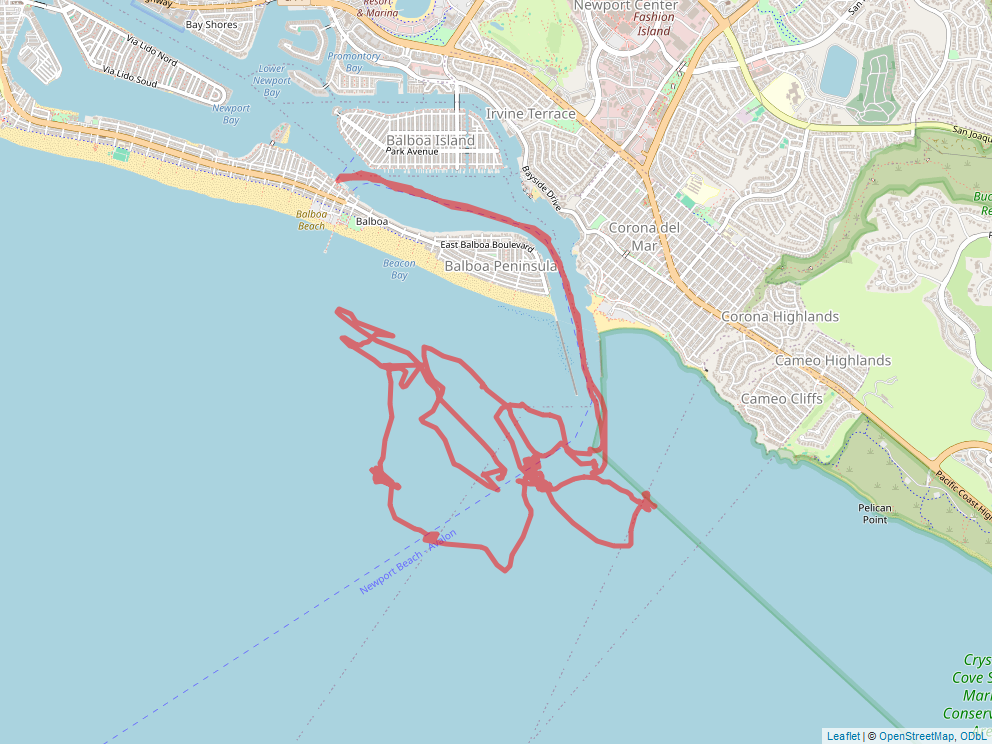 Resort
& Marina
Newport Center
Fashion
Island
Bay Shores
Via Lido Nord
Via Lido Soud
Promontory
Bay
Lower
Newport
Bay
Newport
Bay
Irvine Terrace
Balboa Island
Park Avenue
Bayside Drive
San Joaqu
Balboa
Beach
Balboa
East Balboa Boulevard
Balboa Peninsula
Corona del
Mar
Beacon
Bay
Corona Highlands
Cameo Highlands
Cameo Cliffs
Pacific Coast High
Pelican
Point
Newport Beach - Avalon
Crys
Cove S
Mari
Conserv
Leaflet | © OpenStreetMap, ODbL